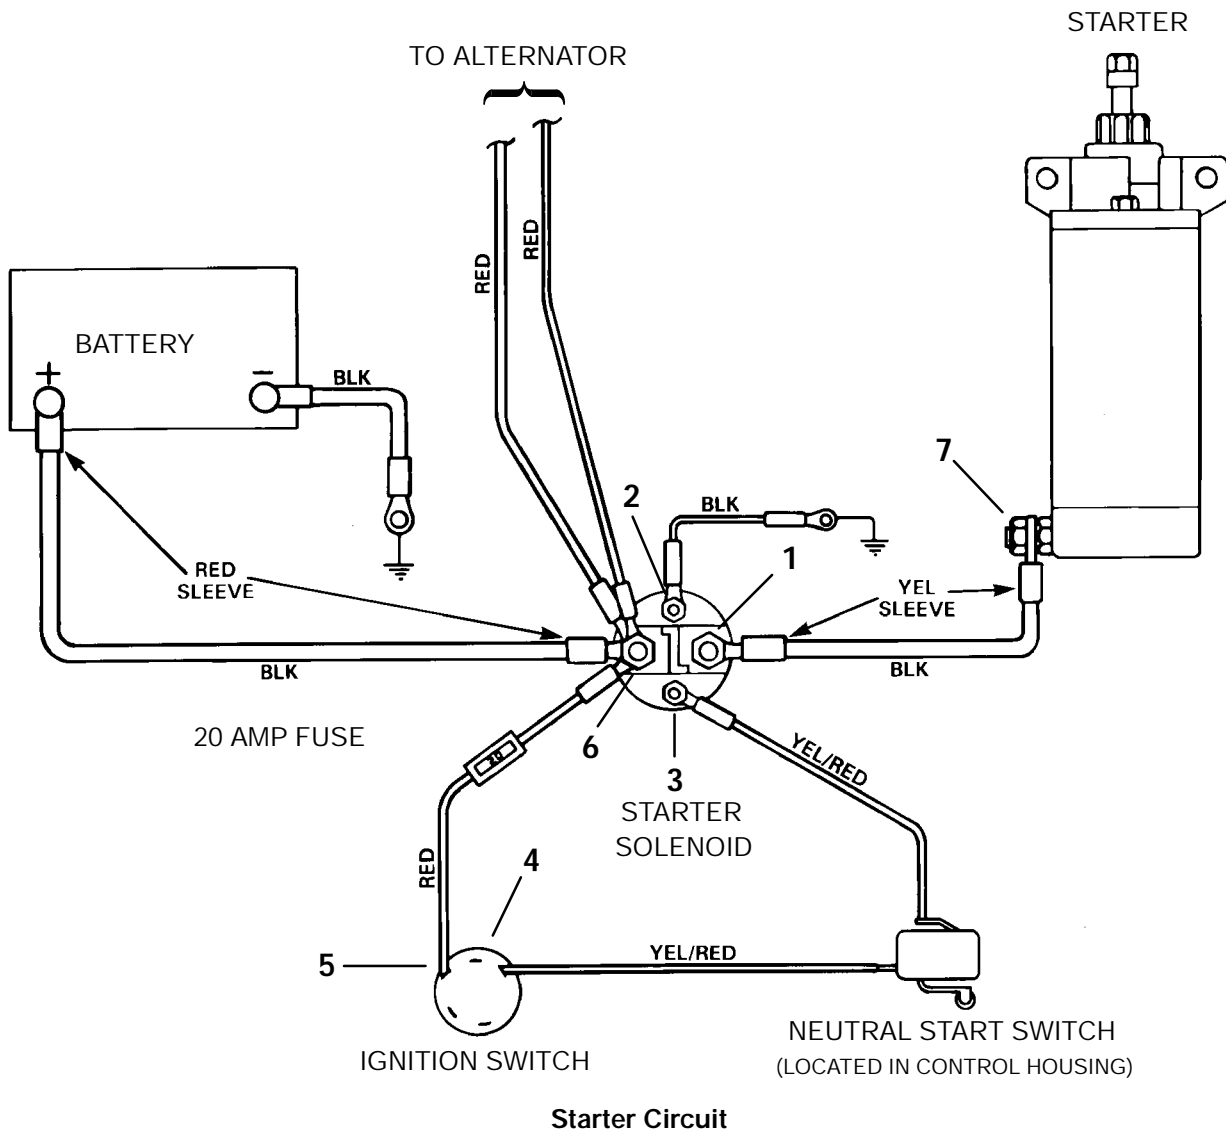 STARTER
TO ALTERNATOR
RED
RED
BATTERY
+
−
BLK
7
2
BLK
1
RED
SLEEVE
YEL
SLEEVE
BLK
BLK
20 AMP FUSE
20
6
3
YEL/RED
STARTER
SOLENOID
RED
4
5
YEL/RED
IGNITION SWITCH
NEUTRAL START SWITCH
(LOCATED IN CONTROL HOUSING)
Starter Circuit